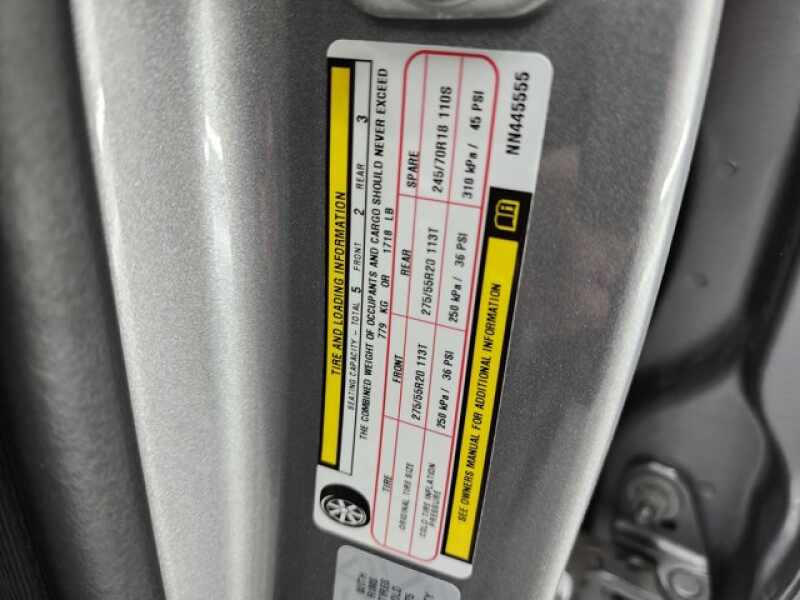 TIRE AND LOADING INFORMATION
SEATING CAPACITY - TOTAL 5 FRONT 2 REAR 3
THE COMBINED WEIGHT OF OCCUPANTS AND CARGO SHOULD NEVER EXCEED
779 KG OR 1718 LB
TIRE FRONT REAR SPARE
ORIGINAL TIRE SIZE 275/55R20 113T 275/55R20 113T 245/70R18 110S
COLD TIRE INFLATION PRESSURE 250 kPa / 36 PSI 250 kPa / 36 PSI 310 kPa / 45 PSI
SEE OWNERS MANUAL FOR ADDITIONAL INFORMATION
NN445555
WITH
RIMS